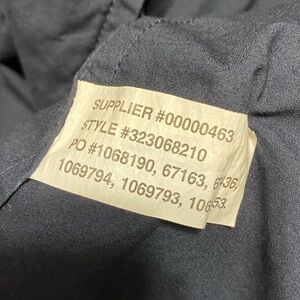 SUPPLIER #00000463
STYLE #323068210
PO #1068190, 67163,
1069794, 1069793,